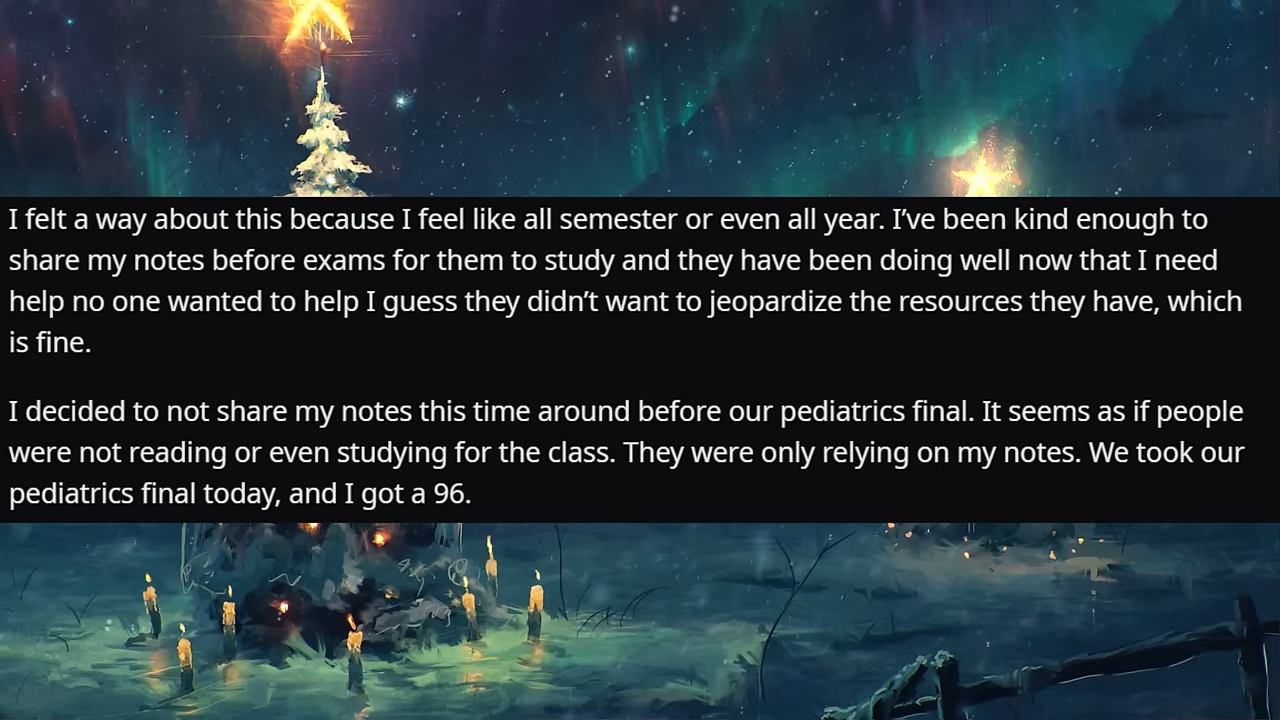 I felt a way about this because I feel like all semester or even all year. I’ve been kind enough to
share my notes before exams for them to study and they have been doing well now that I need
help no one wanted to help I guess they didn’t want to jeopardize the resources they have, which
is fine.
I decided to not share my notes this time around before our pediatrics final. It seems as if people
were not reading or even studying for the class. They were only relying on my notes. We took our
pediatrics final today, and I got a 96.